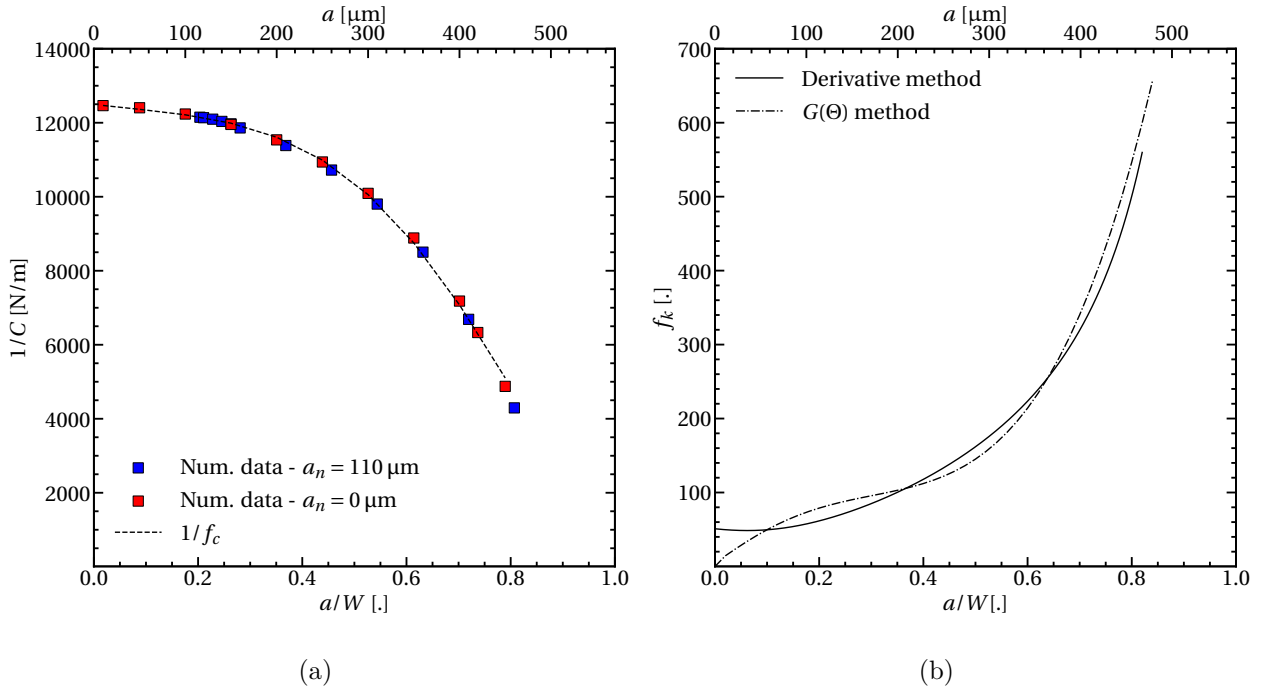 a [μm]
0 100 200 300 400 500
14000
12000
10000
8000
6000
4000
2000
1/C [N/m]
Num. data - aₙ = 110 μm
Num. data - aₙ = 0 μm
1/f_c
0.0 0.2 0.4 0.6 0.8 1.0
a/W [.]
(a)
a [μm]
0 100 200 300 400 500
700
600
500
400
300
200
100
0
f_k [.]
Derivative method
G(Θ) method
0.0 0.2 0.4 0.6 0.8 1.0
a/W[.]
(b)